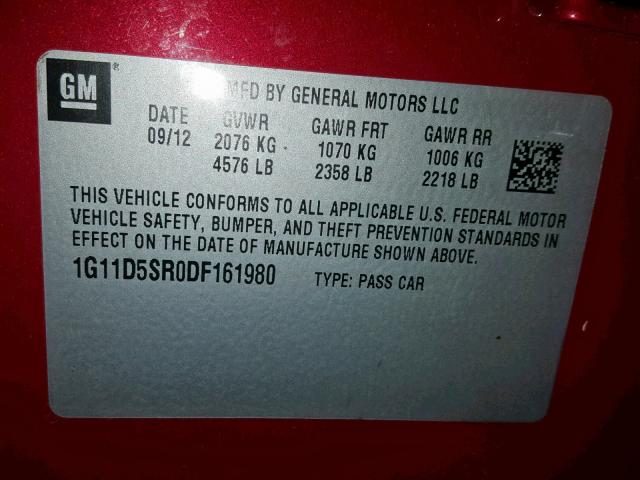 GM®
MFD BY GENERAL MOTORS LLC
DATE GVWR GAWR FRT GAWR RR
09/12 2076 KG 1070 KG 1006 KG
4576 LB 2358 LB 2218 LB
THIS VEHICLE CONFORMS TO ALL APPLICABLE U.S. FEDERAL MOTOR
VEHICLE SAFETY, BUMPER, AND THEFT PREVENTION STANDARDS IN
EFFECT ON THE DATE OF MANUFACTURE SHOWN ABOVE.
1G11D5SR0DF161980 TYPE: PASS CAR